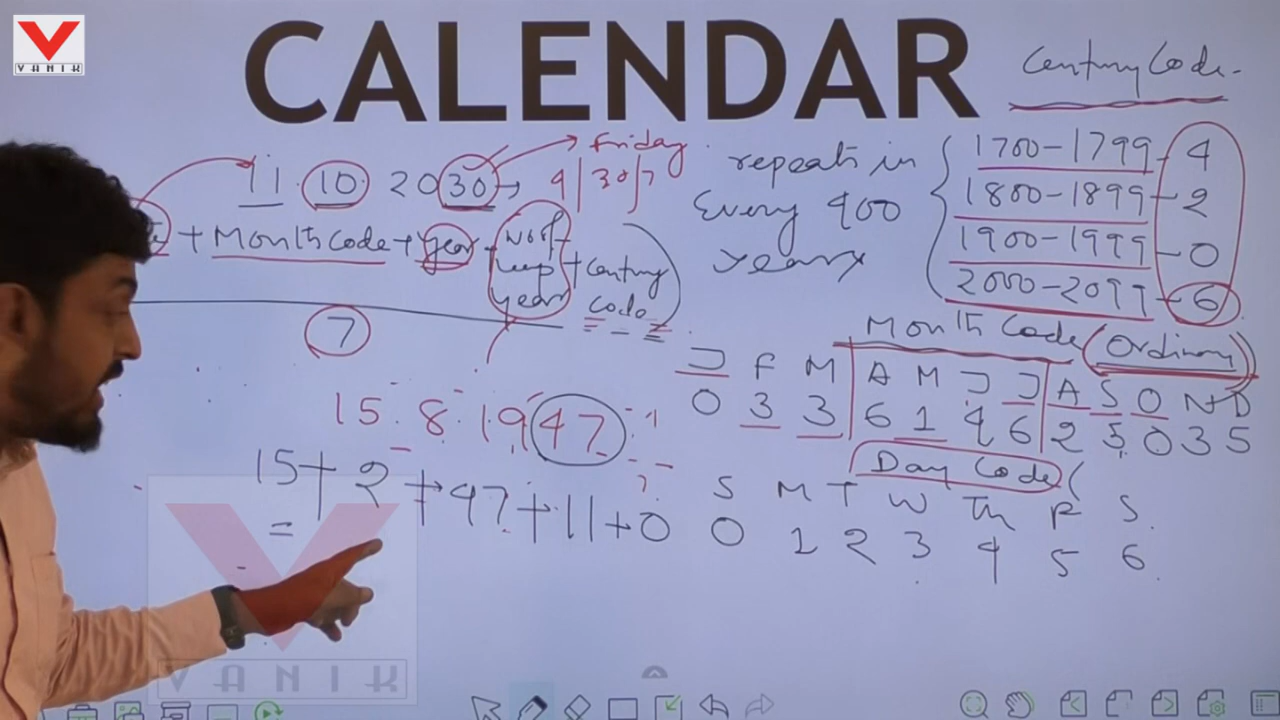 VANIK
CALENDAR
Century Code.
11. 10 2030 → 4|30|7 Friday
+ Month Code + year + No of leap year + Century Code
7
repeats in
Every 400
years
1700-1799-4
1800-1899-2
1900-1999-0
2000-2099-6
Month Code (Ordinary)
J F M A M J J A S O N D
0 3 3 6 1 4 6 2 5 0 3 5
15.8.1947
15+2+47+11+0
=
Day Code (
S M T W Th F S.
0 1 2 3 4 5 6
VANIK